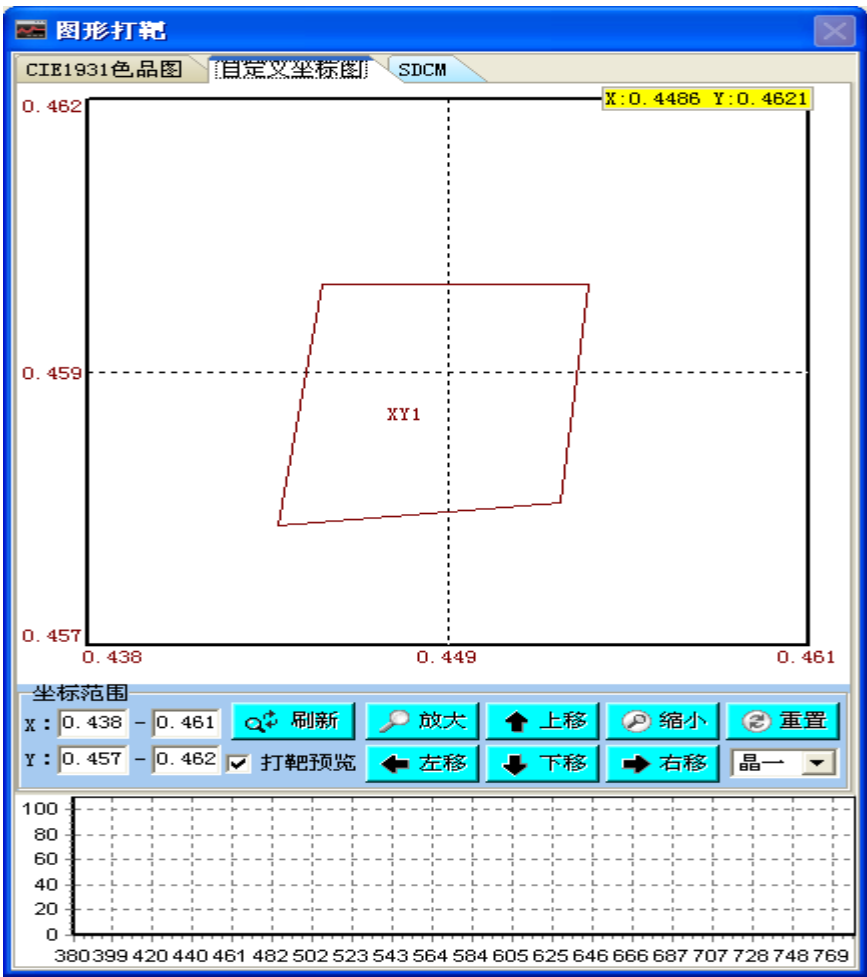 图形打靶
CIE1931色品图 自定义坐标图 SDCM
0.462
X:0.4486 Y:0.4621
0.459
XY1
0.457
0.438 0.449 0.461
坐标范围
X: 0.438 - 0.461 刷新 放大 上移 缩小 重置
Y: 0.457 - 0.462 打靶预览 左移 下移 右移 晶一
100
80
60
40
20
0
380 399 420 440 461 482 502 523 543 564 584 605 625 646 666 687 707 728 748 769